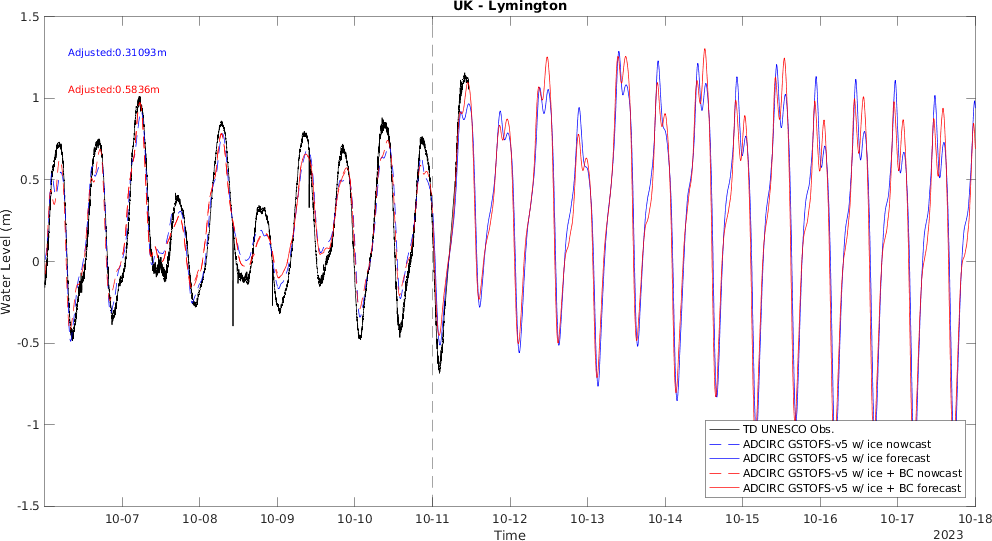 UK - Lymington
Adjusted:0.31093m
Adjusted:0.5836m
Water Level (m)
1.5
1
0.5
0
-0.5
-1
-1.5
TD UNESCO Obs.
ADCIRC GSTOFS-v5 w/ ice nowcast
ADCIRC GSTOFS-v5 w/ ice forecast
ADCIRC GSTOFS-v5 w/ ice + BC nowcast
ADCIRC GSTOFS-v5 w/ ice + BC forecast
10-07 10-08 10-09 10-10 10-11 10-12 10-13 10-14 10-15 10-16 10-17 10-18
Time
2023